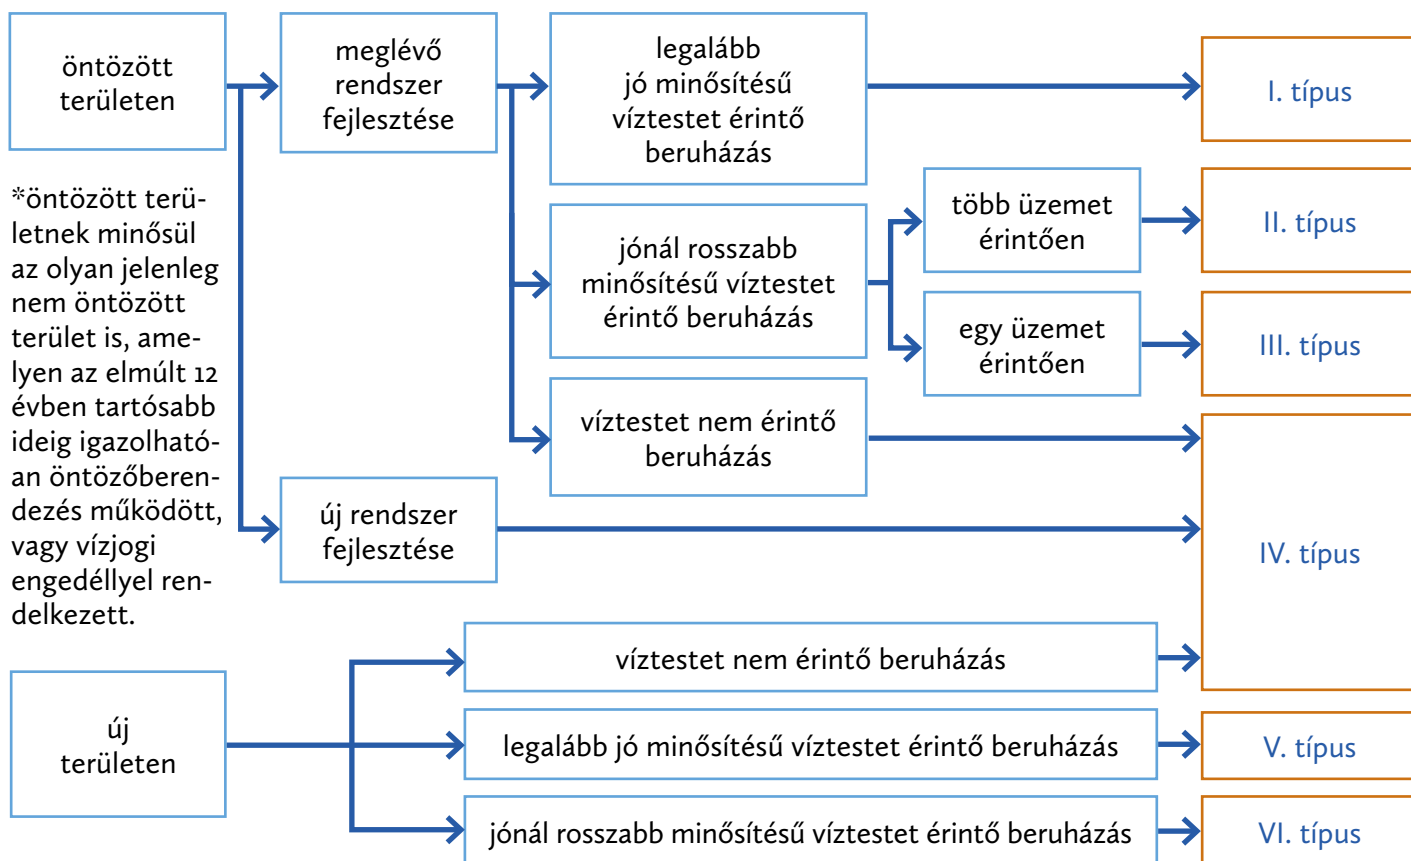 öntözött
területen
meglévő
rendszer
fejlesztése
legalább
jó minősítésű
víztestet érintő
beruházás
I. típus
*öntözött terü-
letnek minősül
az olyan jelenleg
nem öntözött
terület is, ame-
lyen az elmúlt 12
évben tartósabb
ideig igazolható-
an öntözőberen-
dezés működött,
vagy vízjogi
engedéllyel ren-
delkezett.
jónál rosszabb
minősítésű víztestet
érintő beruházás
több üzemet
érintően
II. típus
egy üzemet
érintően
III. típus
víztestet nem érintő
beruházás
új rendszer
fejlesztése
IV. típus
új
területen
víztestet nem érintő beruházás
legalább jó minősítésű víztestet érintő beruházás
V. típus
jónál rosszabb minősítésű víztestet érintő beruházás
VI. típus